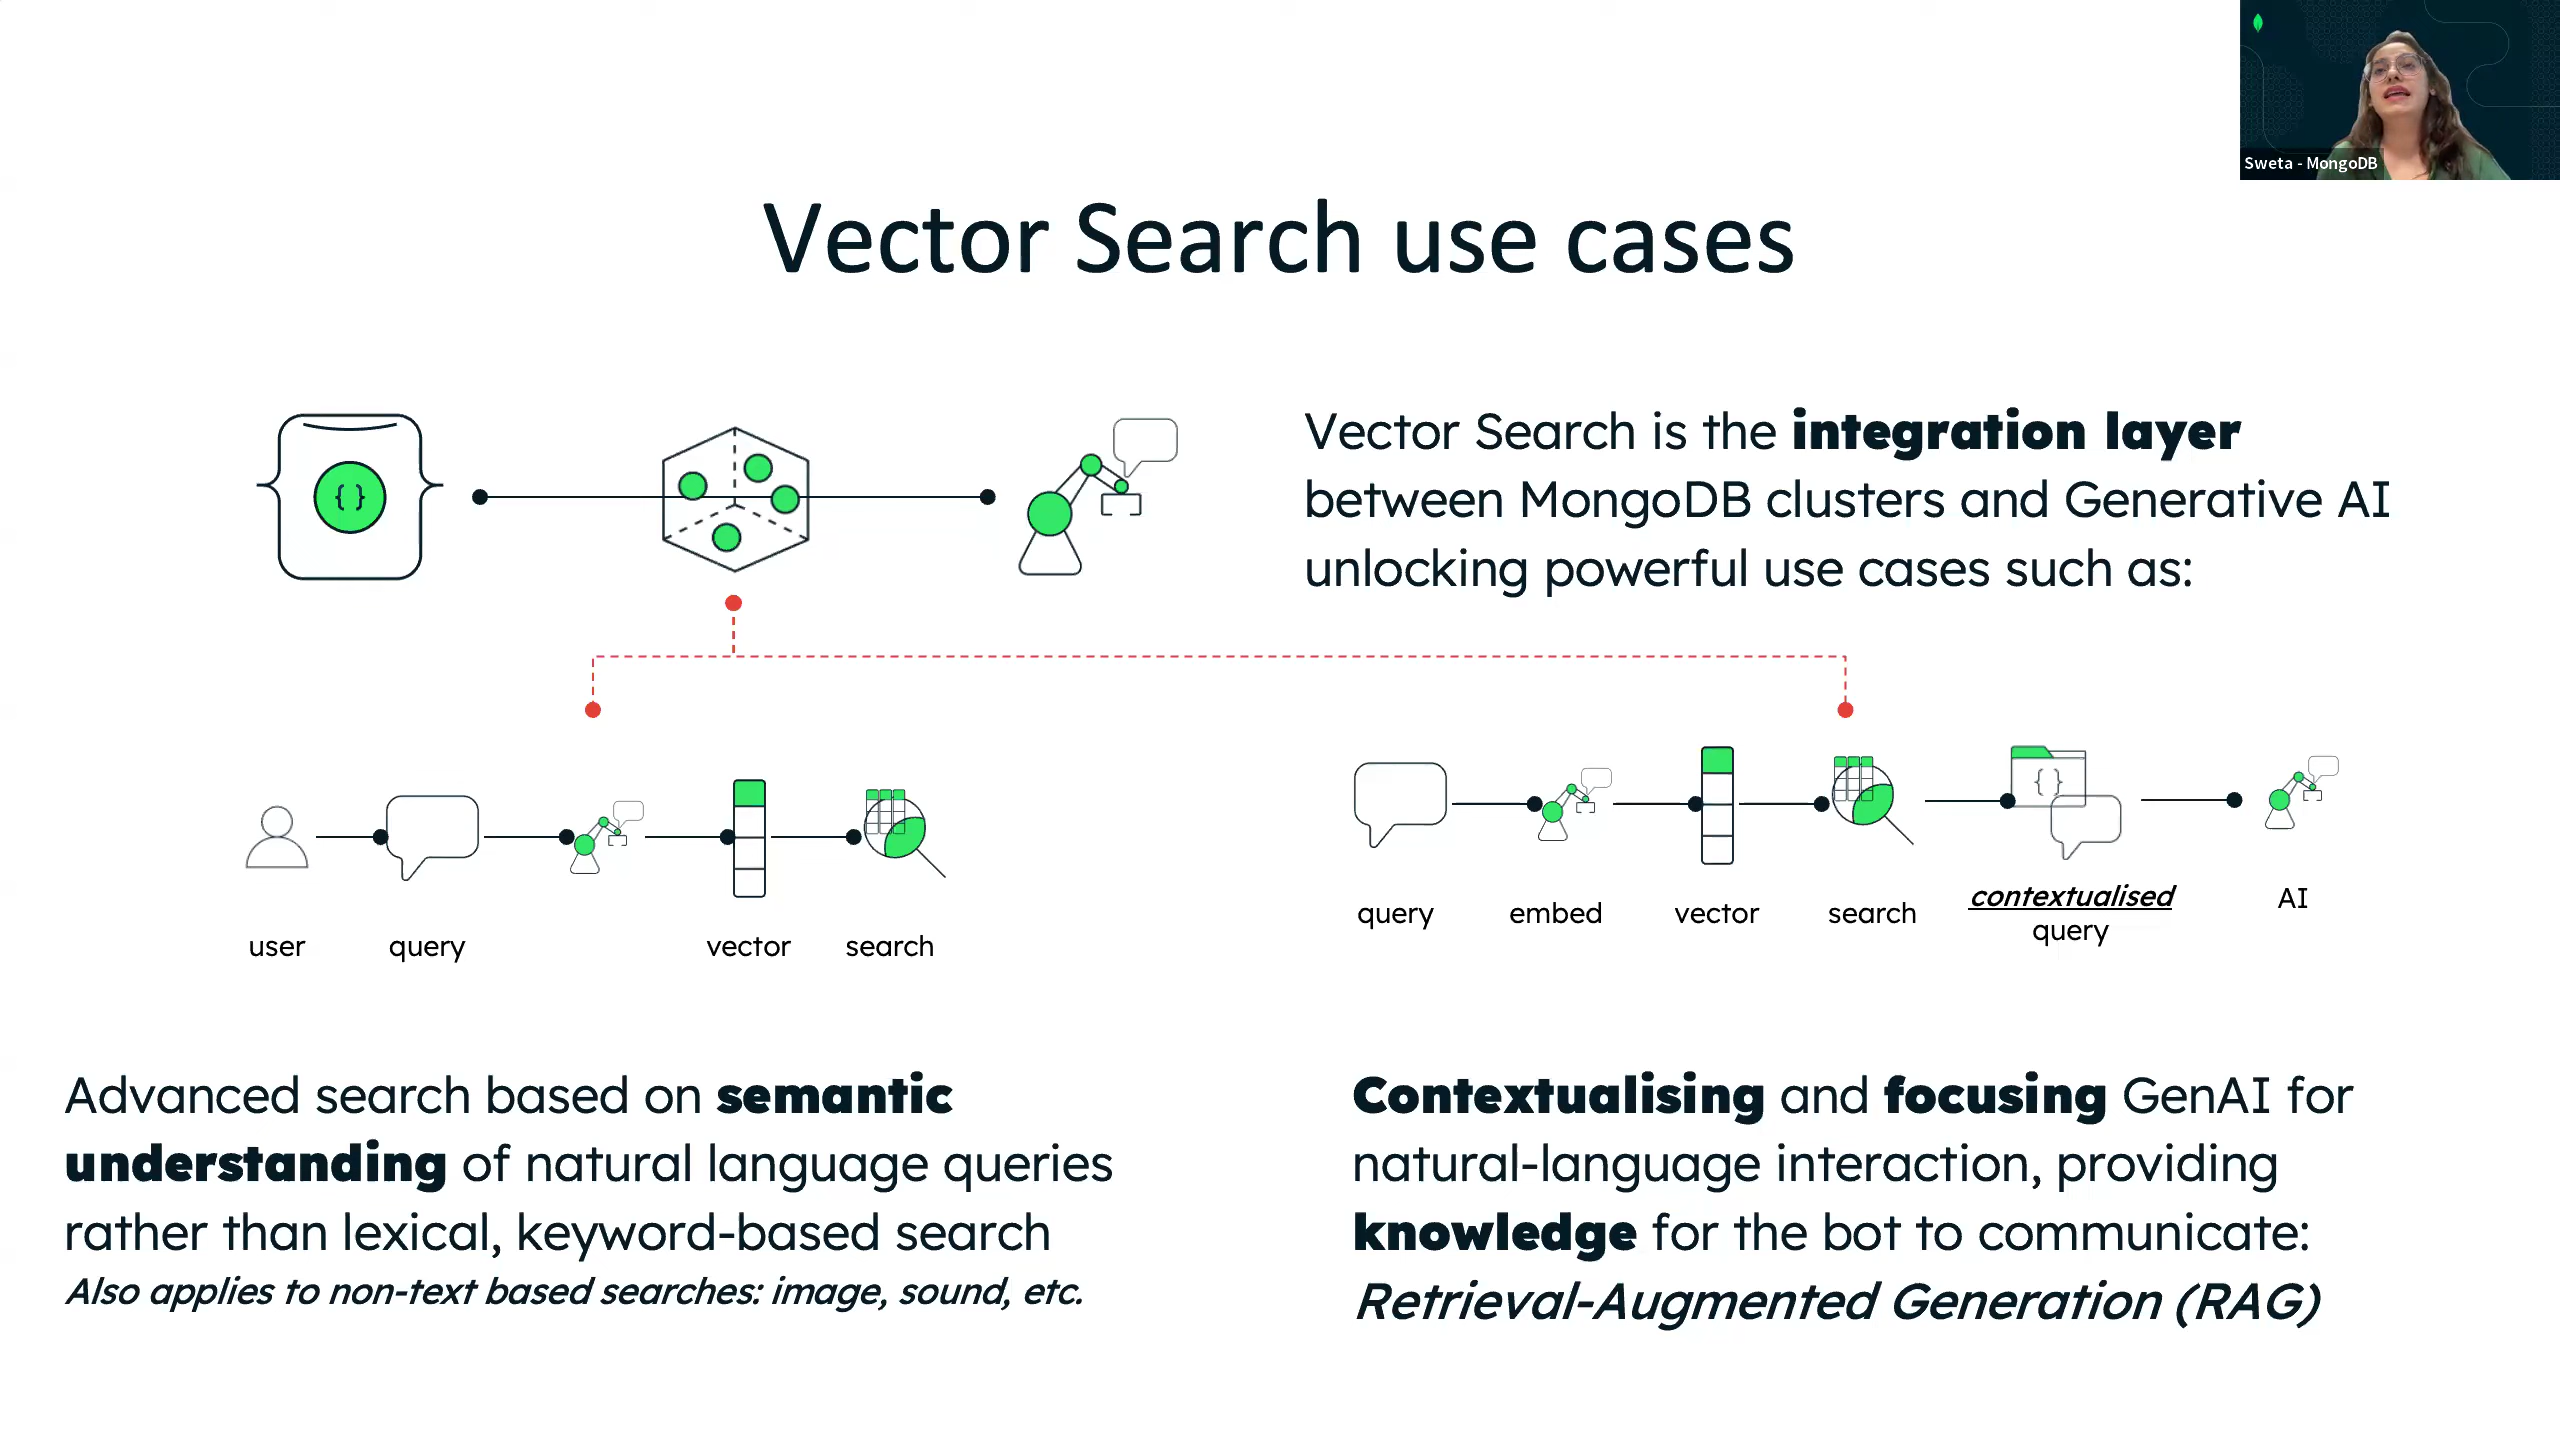 Sweta - MongoDB
Vector Search use cases
{ }
Vector Search is the integration layer
between MongoDB clusters and Generative AI
unlocking powerful use cases such as:
user
query
vector
search
query
embed
vector
search
{ }
contextualised
query
AI
Advanced search based on semantic
understanding of natural language queries
rather than lexical, keyword-based search
Also applies to non-text based searches: image, sound, etc.
Contextualising and focusing GenAI for
natural-language interaction, providing
knowledge for the bot to communicate:
Retrieval-Augmented Generation (RAG)